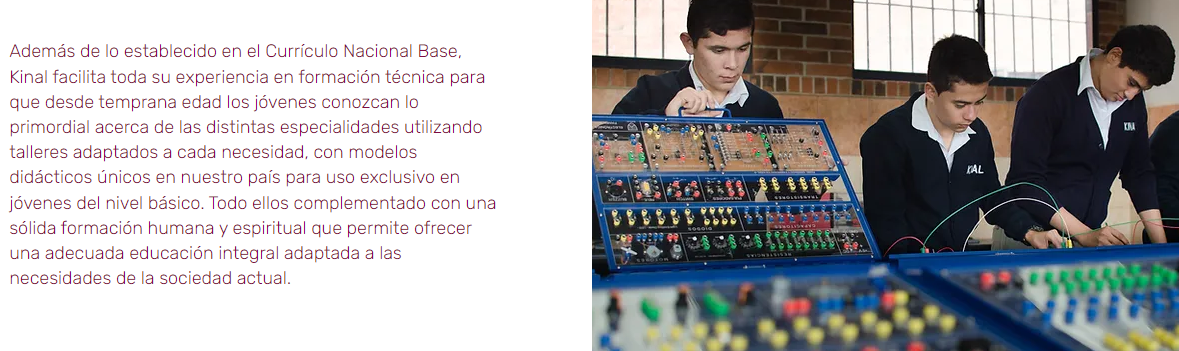 Además de lo establecido en el Currículo Nacional Base,
Kinal facilita toda su experiencia en formación técnica para
que desde temprana edad los jóvenes conozcan lo
primordial acerca de las distintas especialidades utilizando
talleres adaptados a cada necesidad, con modelos
didácticos únicos en nuestro país para uso exclusivo en
jóvenes del nivel básico. Todo ellos complementado con una
sólida formación humana y espiritual que permite ofrecer
una adecuada educación integral adaptada a las
necesidades de la sociedad actual.
KINAL
TRANSISTORES
DIODOS
CAPACITORES
RESISTENCIAS
MOTORES